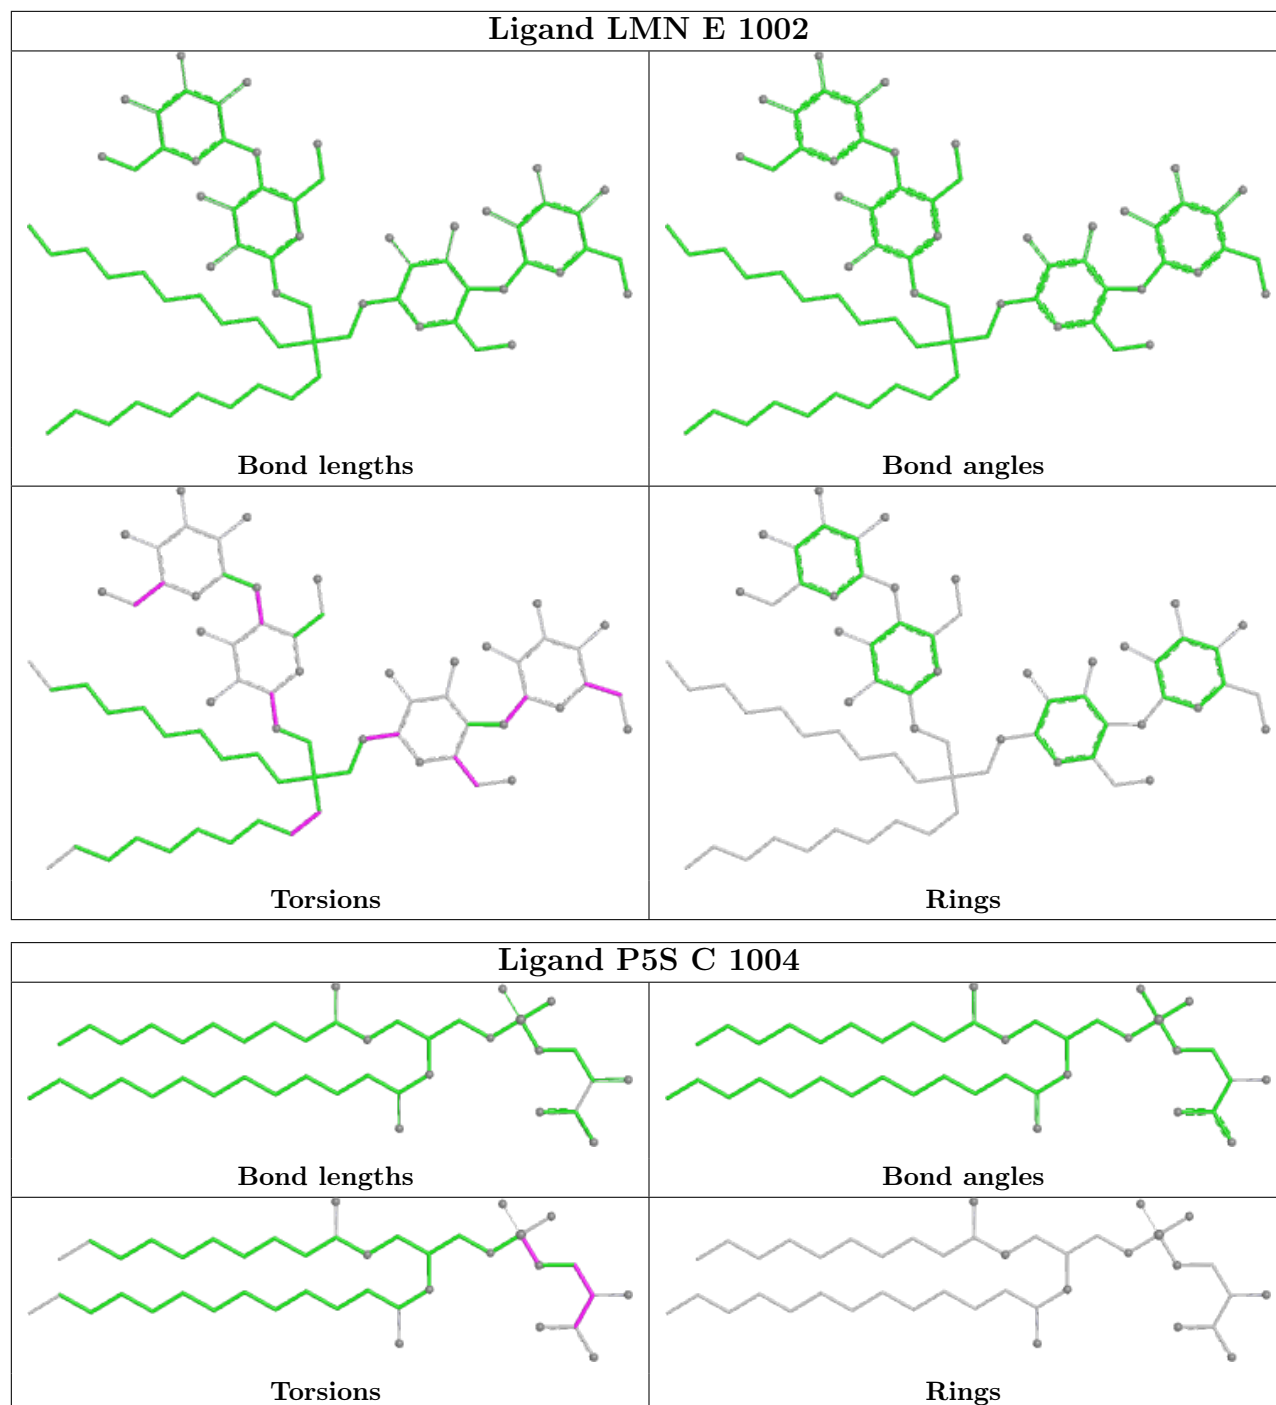 Ligand LMN E 1002
Bond lengths
Bond angles
Torsions
Rings
Ligand P5S C 1004
Bond lengths
Bond angles
Torsions
Rings